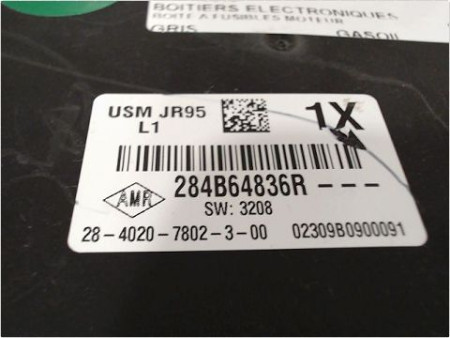 BOITIERS ELECTRONIQUES
BOITE A FUSIBLES MOTEUR
GRIS GASOIL
USM JR95
L1
1X
284B64836R---
AMR
SW: 3208
28-4020-7802-3-00 02309B0900091